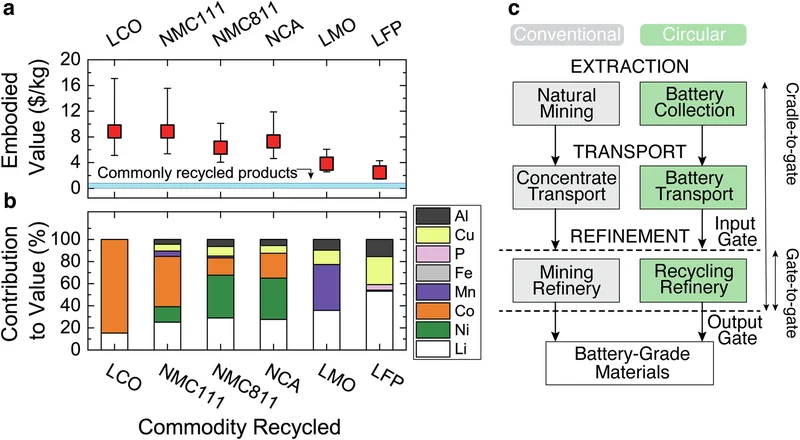 a
LCO
NMC111
NMC811
NCA
LMO
LFP
Embodied
Value ($/kg)
20
16
12
8
4
0
Commonly recycled products
b
Contribution
to Value (%)
100
80
60
40
20
0
LCO
NMC111
NMC811
NCA
LMO
LFP
Commodity Recycled
Al
Cu
P
Fe
Mn
Co
Ni
Li
c
Conventional
Circular
EXTRACTION
Natural
Mining
Battery
Collection
TRANSPORT
Concentrate
Transport
Battery
Transport
Input
Gate
REFINEMENT
Mining
Refinery
Recycling
Refinery
Output
Gate
Battery-Grade
Materials
Cradle-to-gate
Gate-to-gate